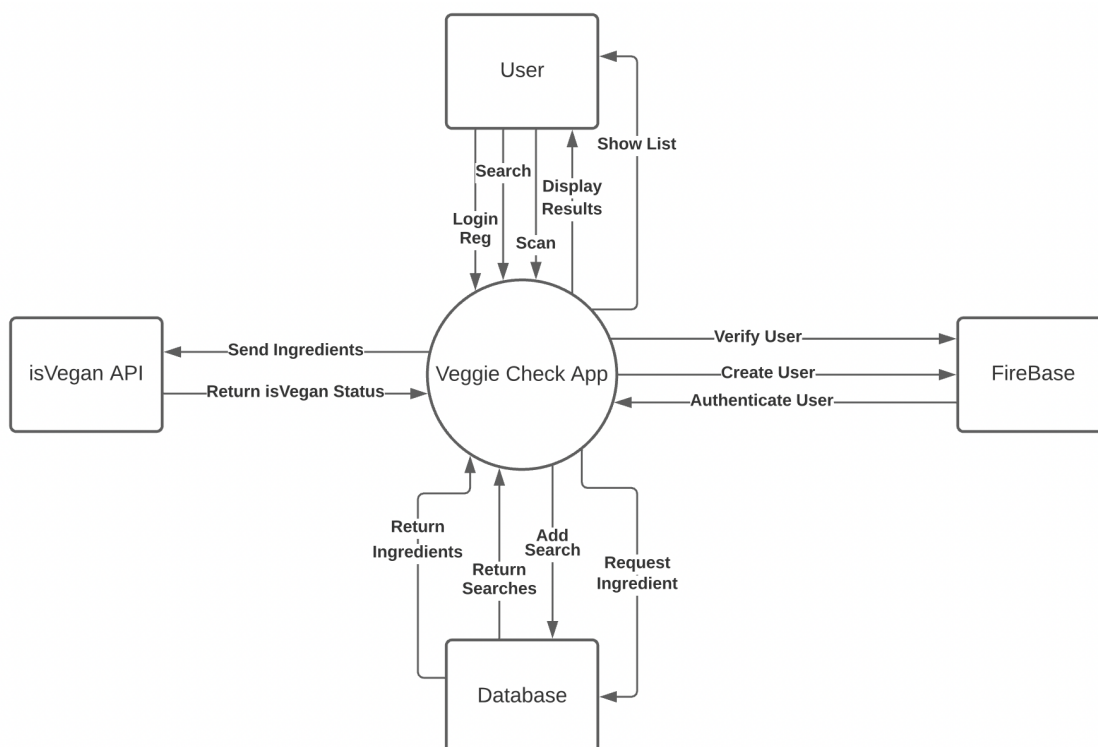 User
Show List
Search
Display
Results
Login
Reg
Scan
Verify User
Send Ingredients
isVegan API
Veggie Check App
Create User
FireBase
Return isVegan Status
Authenticate User
Return
Ingredients
Add
Search
Return
Searches
Request
Ingredient
Database